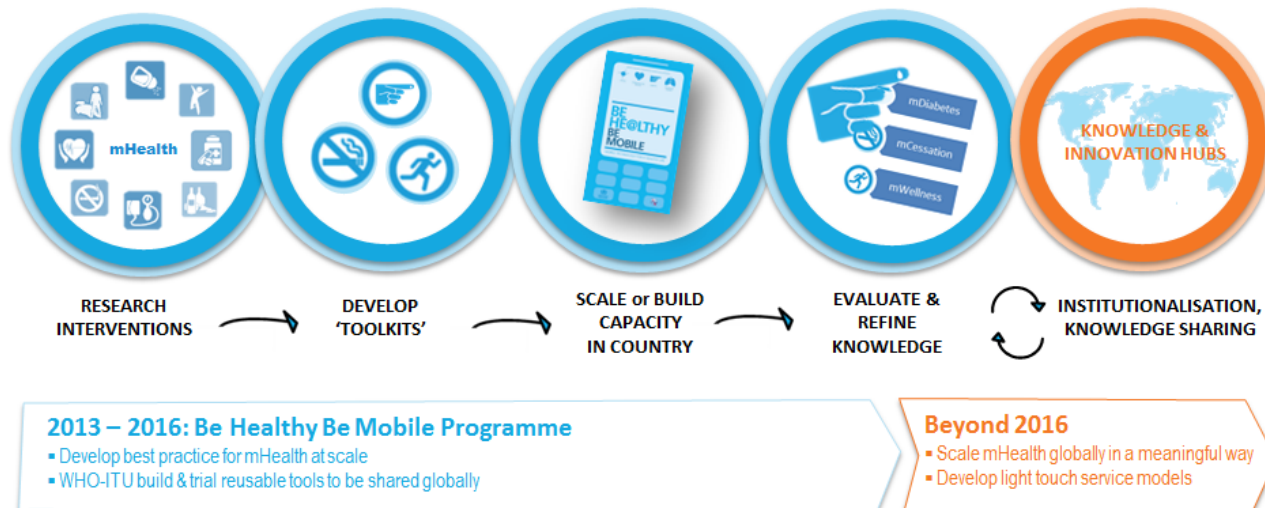 mHealth
BE
HE@LTHY
BE
MOBILE
mDiabetes
mCessation
mWellness
KNOWLEDGE &
INNOVATION HUBS
RESEARCH
INTERVENTIONS
DEVELOP
‘TOOLKITS’
SCALE or BUILD
CAPACITY
IN COUNTRY
EVALUATE &
REFINE
KNOWLEDGE
INSTITUTIONALISATION,
KNOWLEDGE SHARING
2013 – 2016: Be Healthy Be Mobile Programme
▪ Develop best practice for mHealth at scale
▪ WHO-ITU build & trial reusable tools to be shared globally
Beyond 2016
▪ Scale mHealth globally in a meaningful way
▪ Develop light touch service models